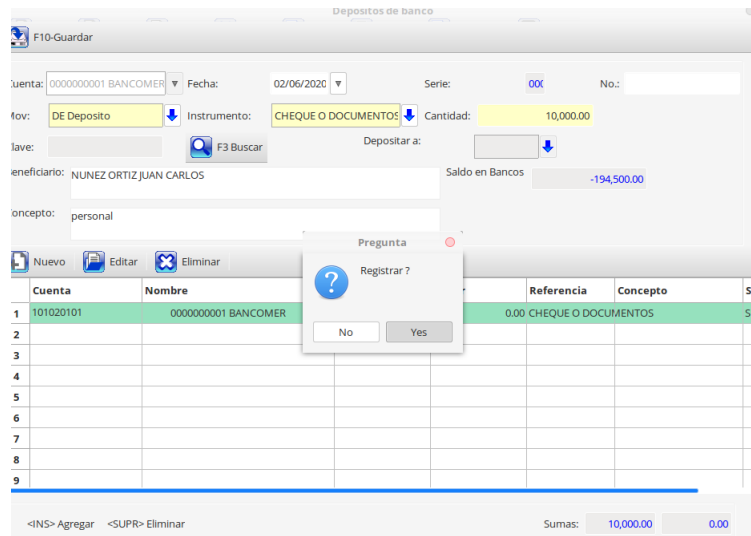 Depositos de banco
F10-Guardar
Cuenta: 0000000001 BANCOMER Fecha: 02/06/2020 Serie: 000 No.:
Mov: DE Deposito Instrumento: CHEQUE O DOCUMENTOS Cantidad: 10,000.00
Clave: F3 Buscar Depositar a:
Beneficiario: NUNEZ ORTIZ JUAN CARLOS Saldo en Bancos -194,500.00
Concepto: personal
Pregunta
Registrar ?
No Yes
Nuevo Editar Eliminar
Cuenta Nombre Referencia Concepto
1 101020101 0000000001 BANCOMER 0.00 CHEQUE O DOCUMENTOS
2
3
4
5
6
7
8
9
<INS> Agregar <SUPR> Eliminar Sumas: 10,000.00 0.00